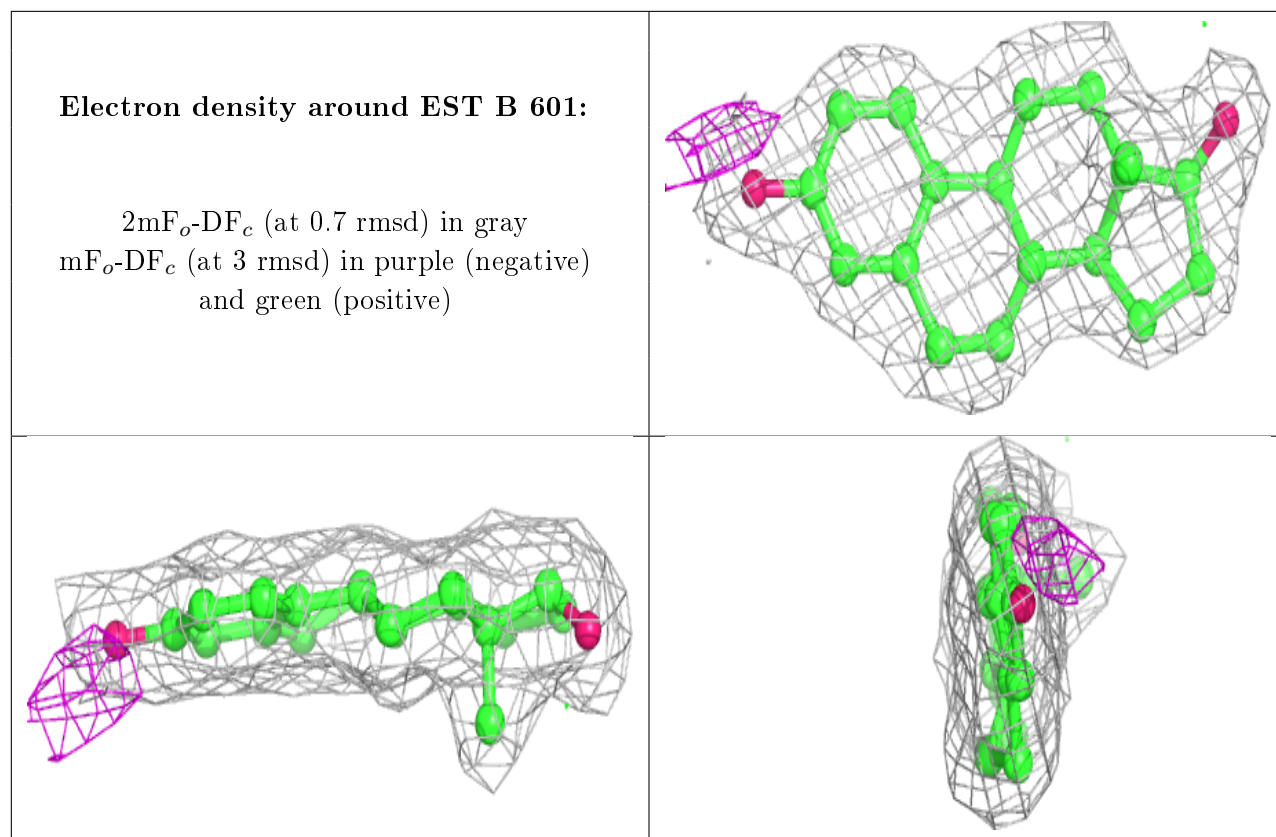 Electron density around EST B 601:
2mFₒ-DF𝒸 (at 0.7 rmsd) in gray
mFₒ-DF𝒸 (at 3 rmsd) in purple (negative)
and green (positive)